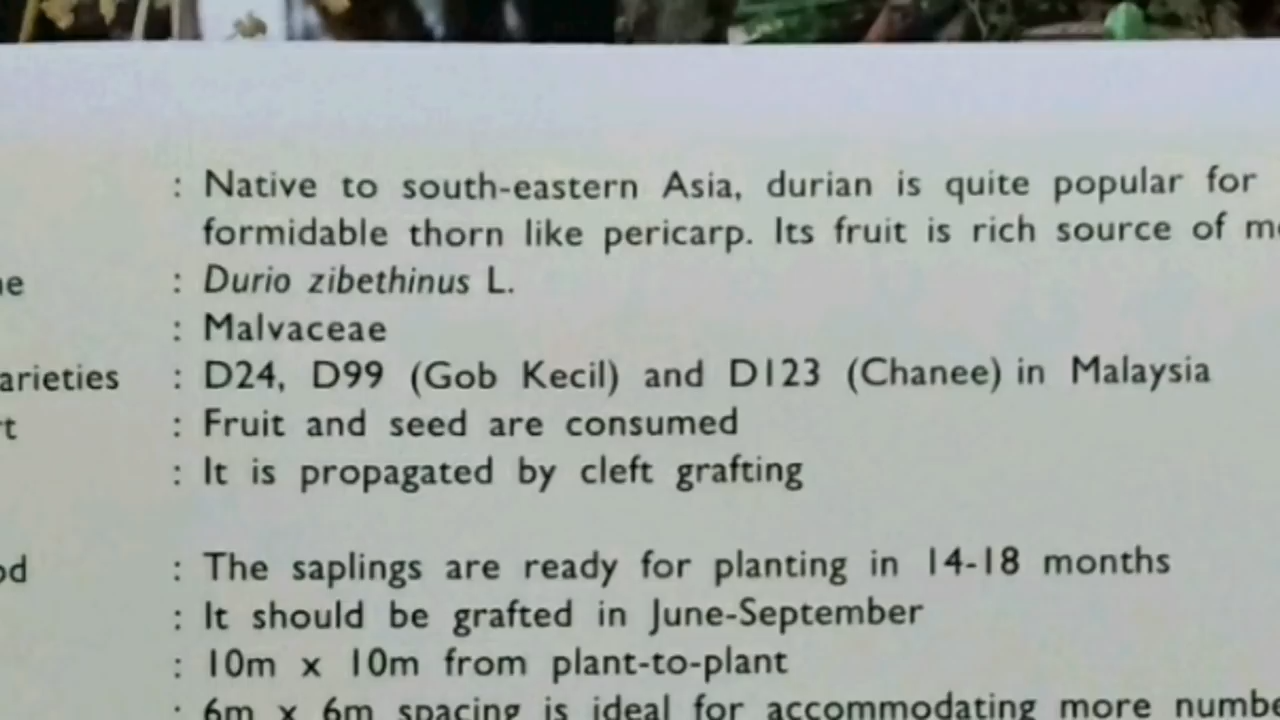 : Native to south-eastern Asia, durian is quite popular for
formidable thorn like pericarp. Its fruit is rich source of
: Durio zibethinus L.
: Malvaceae
arieties : D24, D99 (Gob Kecil) and D123 (Chanee) in Malaysia
: Fruit and seed are consumed
: It is propagated by cleft grafting
: The saplings are ready for planting in 14-18 months
: It should be grafted in June-September
: 10m x 10m from plant-to-plant
: 6m x 6m spacing is ideal for accommodating more